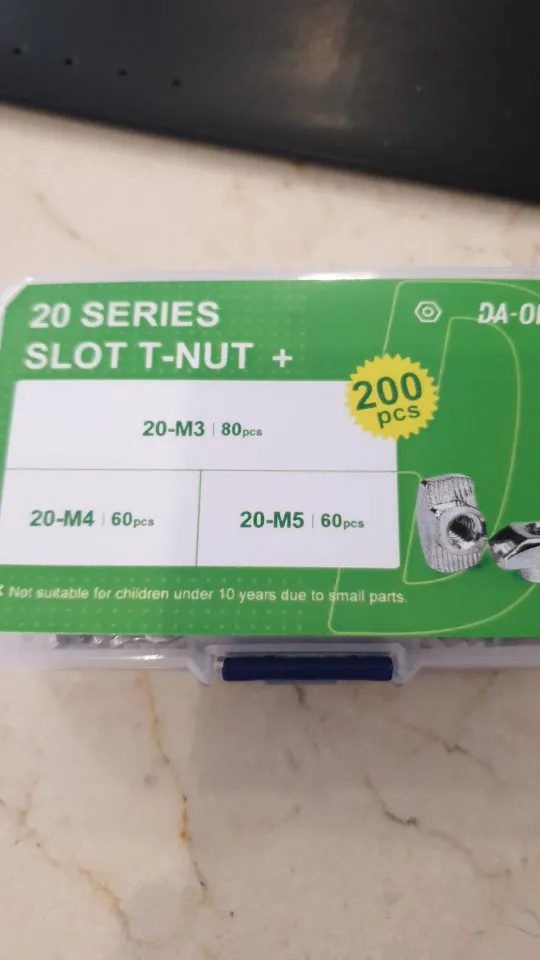 20 SERIES
SLOT T-NUT +
200
pcs
20-M3 | 80pcs
20-M4 | 60pcs
20-M5 | 60pcs
Not suitable for children under 10 years due to small parts.